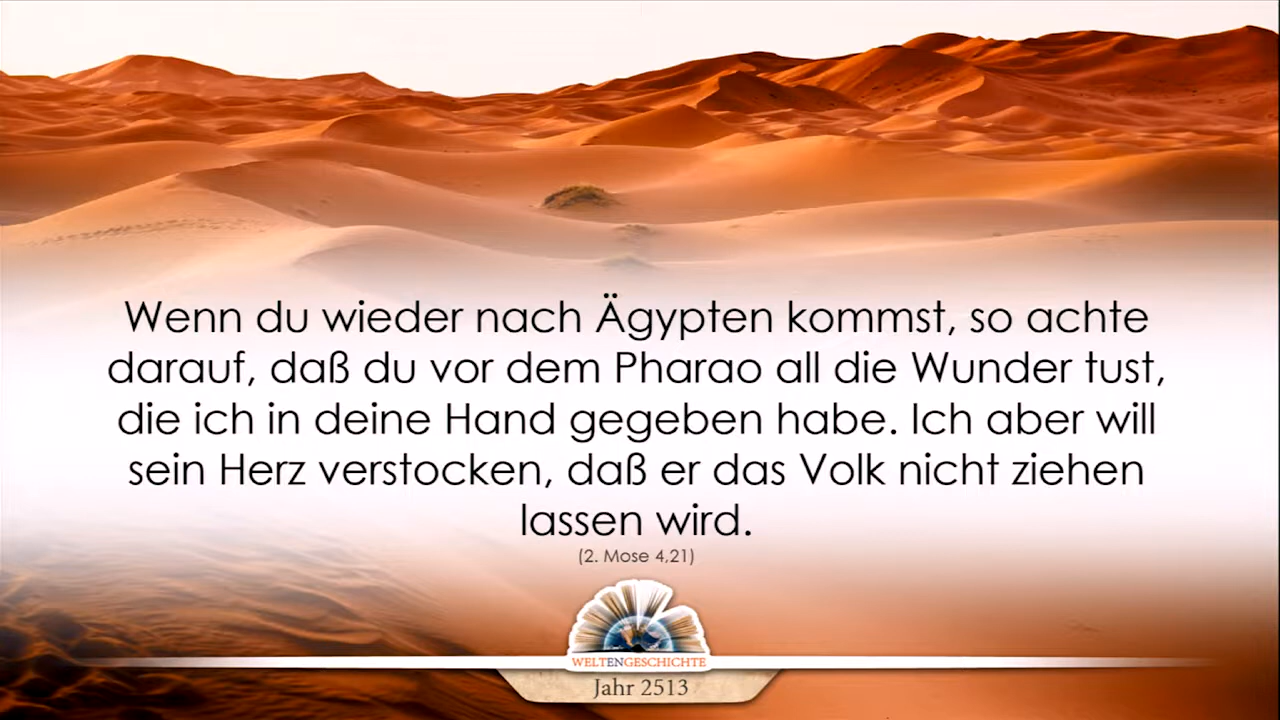 Wenn du wieder nach Ägypten kommst, so achte
darauf, daß du vor dem Pharao all die Wunder tust,
die ich in deine Hand gegeben habe. Ich aber will
sein Herz verstocken, daß er das Volk nicht ziehen
lassen wird.
(2. Mose 4,21)
WELTENGESCHICHTE
Jahr 2513